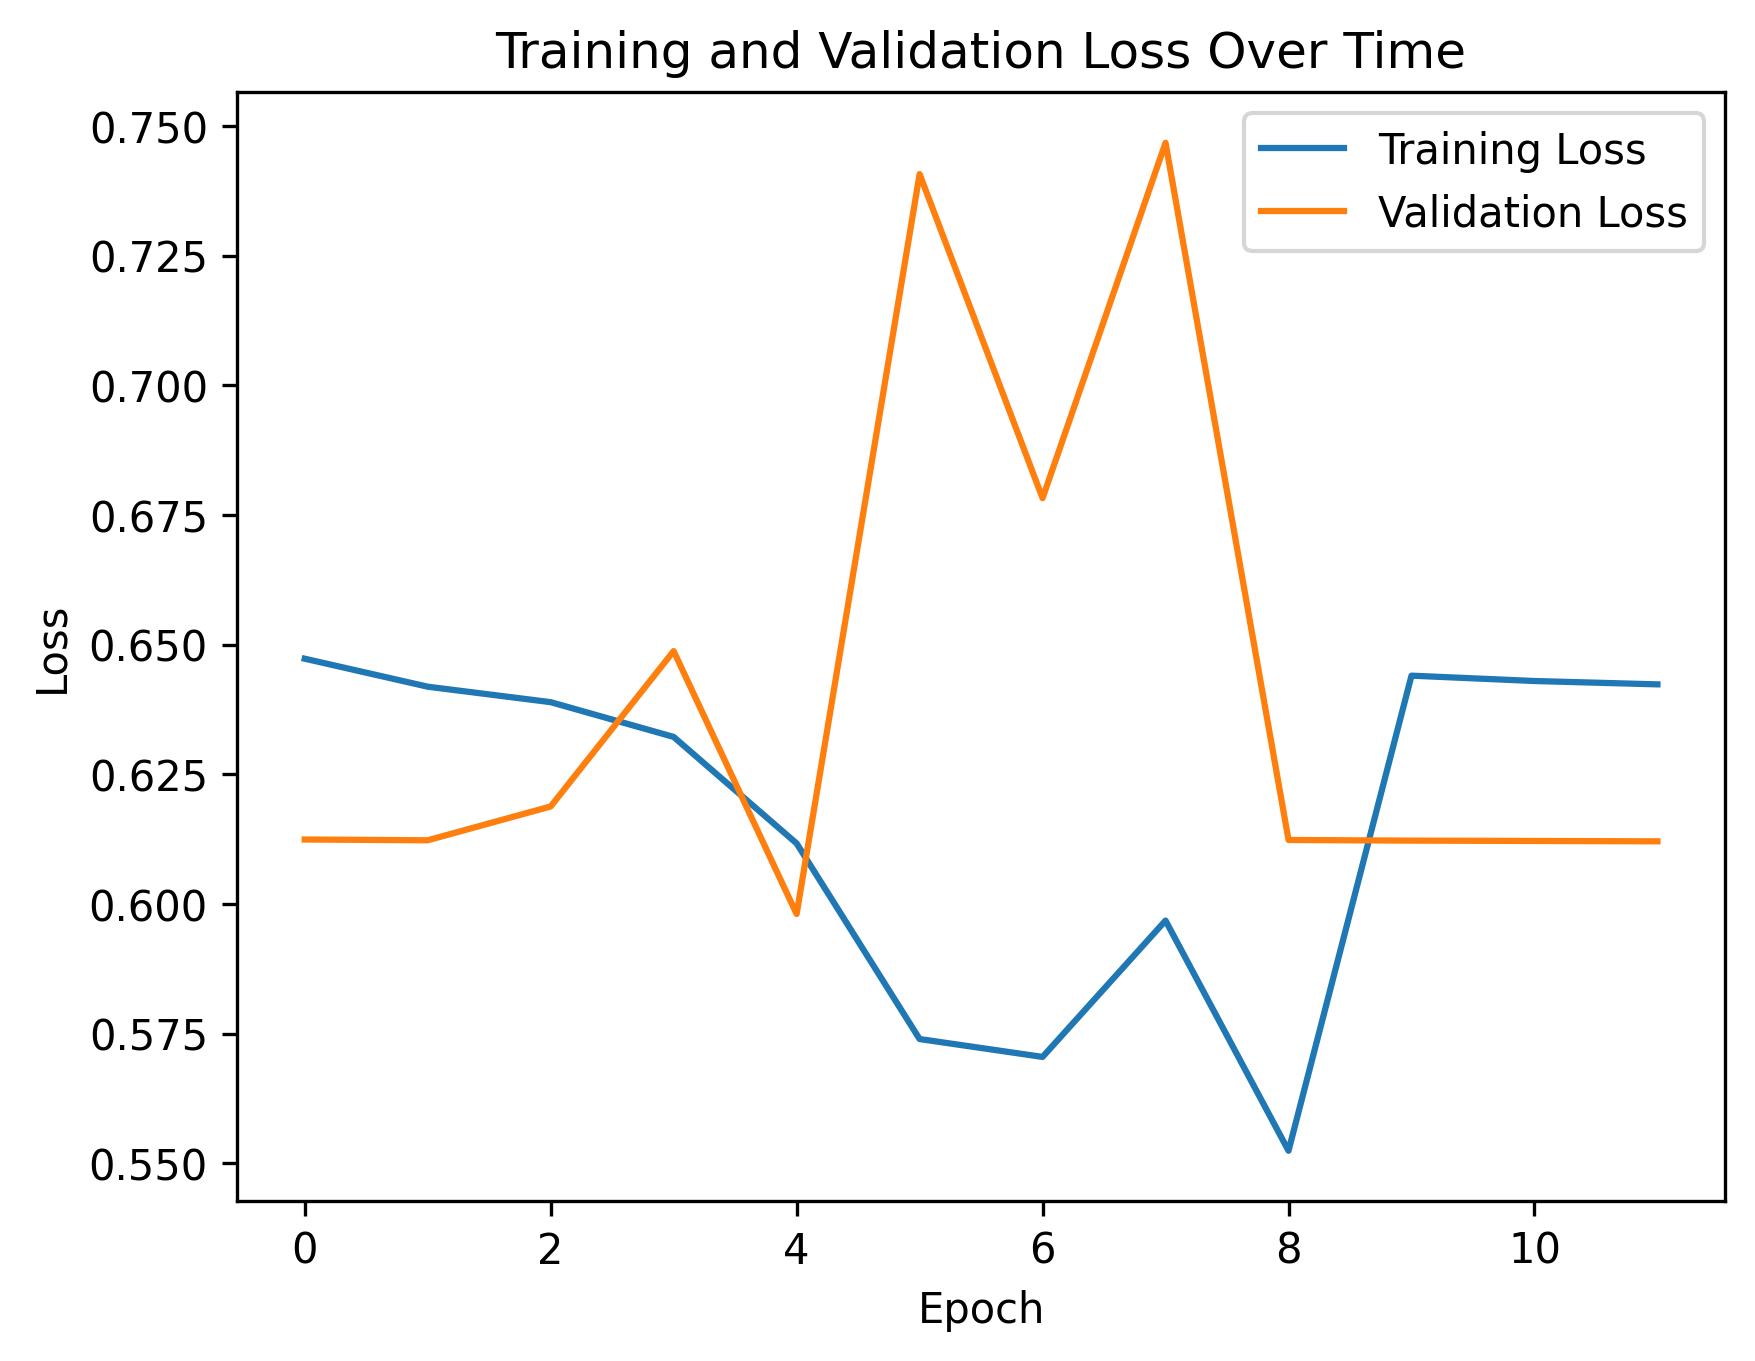 Training and Validation Loss Over Time
0.750
0.725
0.700
0.675
0.650
0.625
0.600
0.575
0.550
Loss
Training Loss
Validation Loss
0 2 4 6 8 10
Epoch